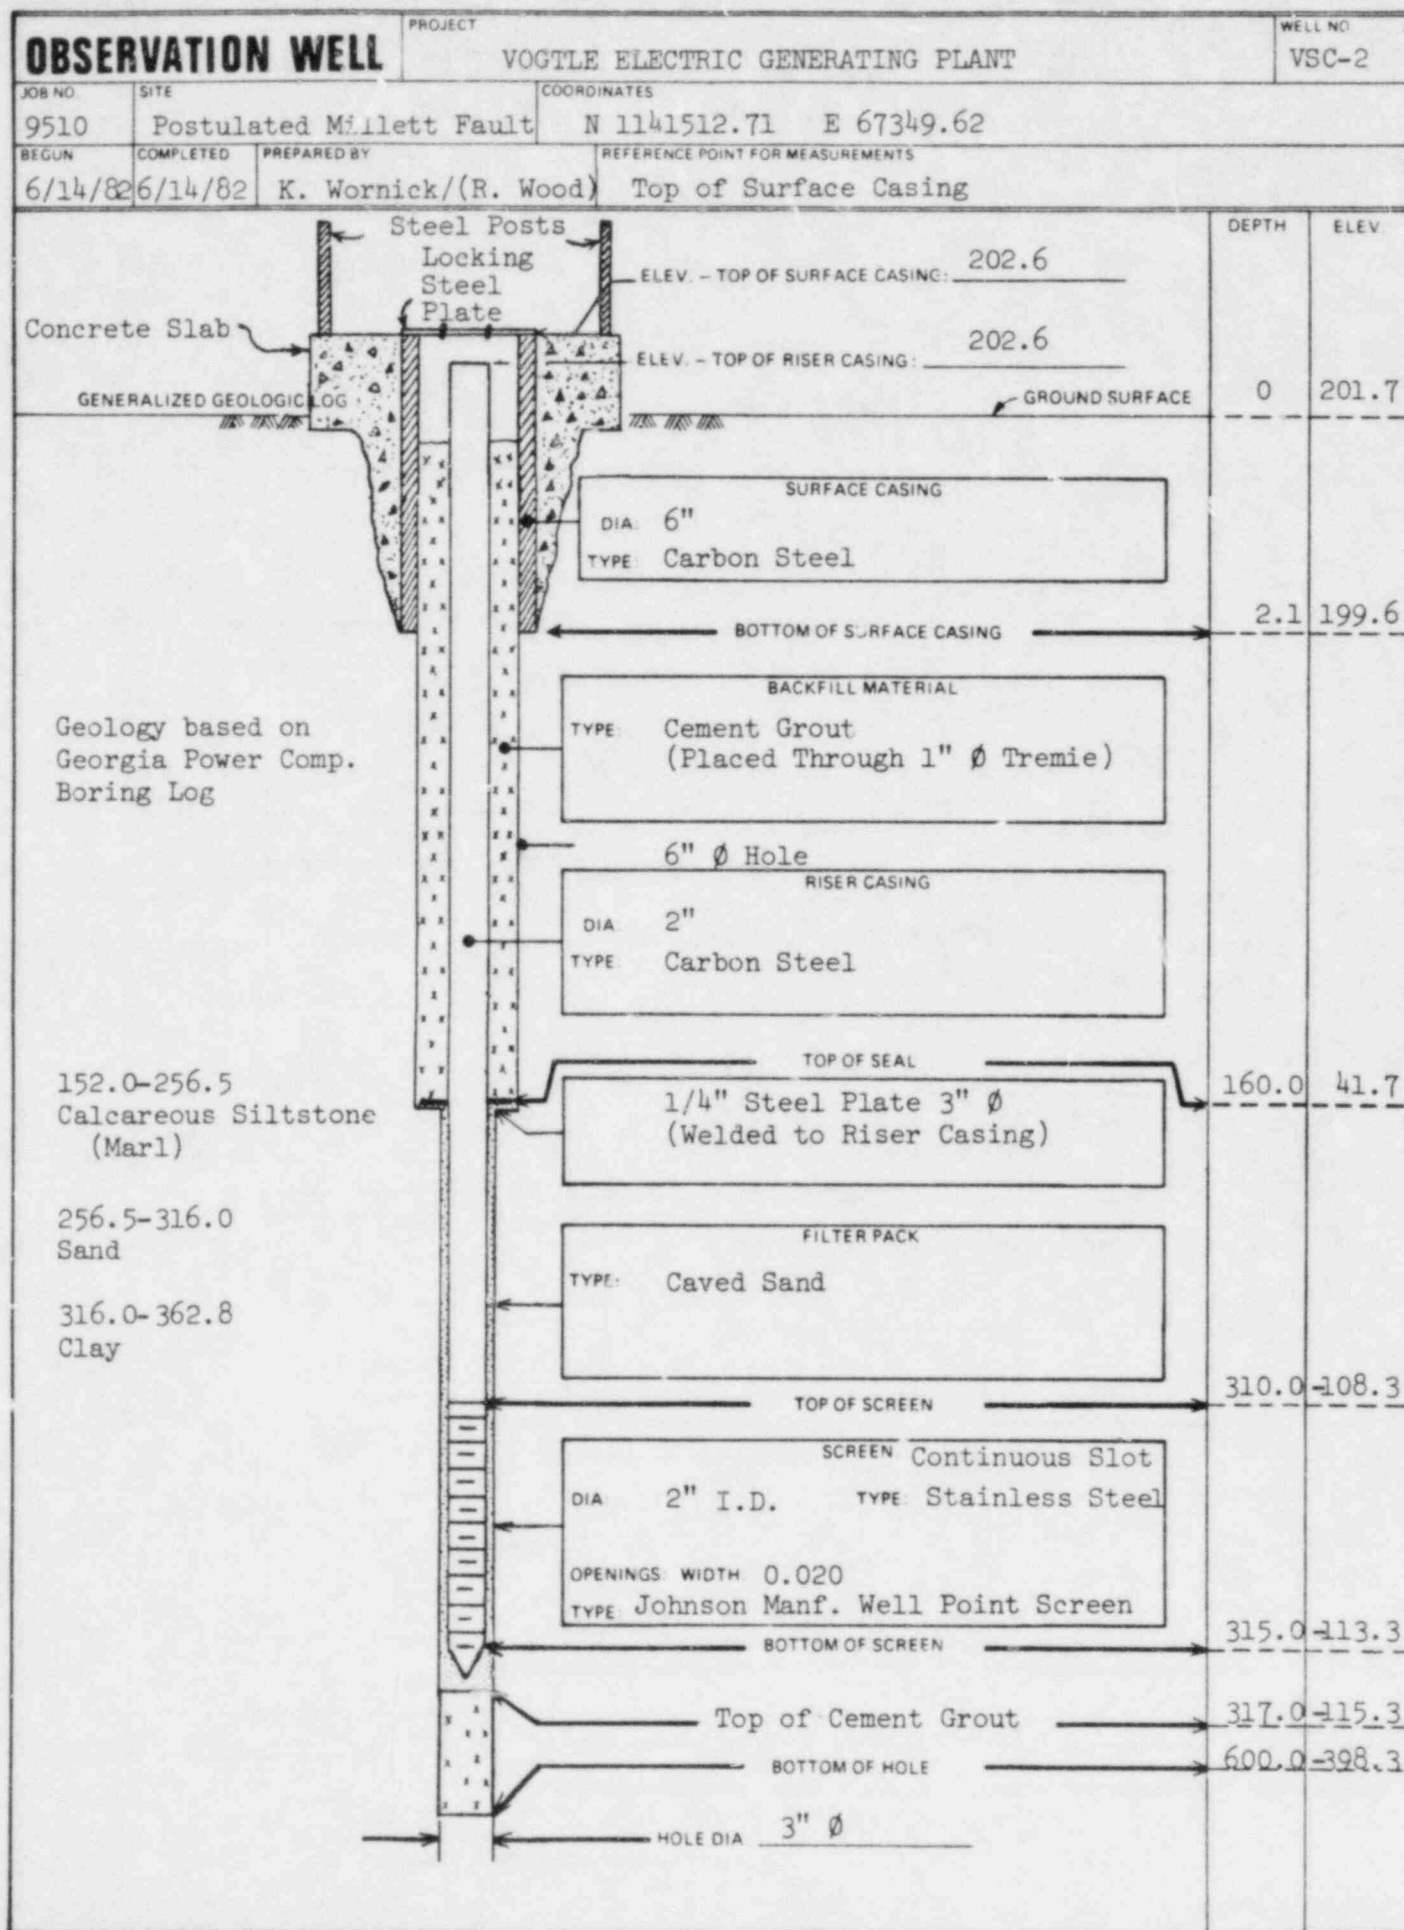 OBSERVATION WELL
PROJECT
VOGTLE ELECTRIC GENERATING PLANT
WELL NO
VSC-2
JOB NO.
9510
SITE
Postulated Millett Fault
COORDINATES
N 1141512.71 E 67349.62
BEGUN
6/14/82
COMPLETED
6/14/82
PREPARED BY
K. Wornick/(R. Wood)
REFERENCE POINT FOR MEASUREMENTS
Top of Surface Casing
DEPTH ELEV.
Steel Posts
Locking
Steel
Plate
ELEV. - TOP OF SURFACE CASING: 202.6
Concrete Slab
ELEV. - TOP OF RISER CASING: 202.6
GENERALIZED GEOLOGIC LOG
GROUND SURFACE 0 201.7
SURFACE CASING
DIA: 6"
TYPE: Carbon Steel
BOTTOM OF SURFACE CASING 2.1 199.6
BACKFILL MATERIAL
TYPE: Cement Grout
(Placed Through 1" Ø Tremie)
Geology based on
Georgia Power Comp.
Boring Log
6" Ø Hole
RISER CASING
DIA: 2"
TYPE: Carbon Steel
TOP OF SEAL 160.0 41.7
1/4" Steel Plate 3" Ø
(Welded to Riser Casing)
152.0-256.5
Calcareous Siltstone
(Marl)
256.5-316.0
Sand
316.0-362.8
Clay
FILTER PACK
TYPE: Caved Sand
TOP OF SCREEN 310.0 -108.3
SCREEN Continuous Slot
DIA 2" I.D. TYPE: Stainless Steel
OPENINGS: WIDTH 0.020
TYPE: Johnson Manf. Well Point Screen
BOTTOM OF SCREEN 315.0 -113.3
Top of Cement Grout 317.0 -115.3
BOTTOM OF HOLE 600.0 -398.3
HOLE DIA 3" Ø